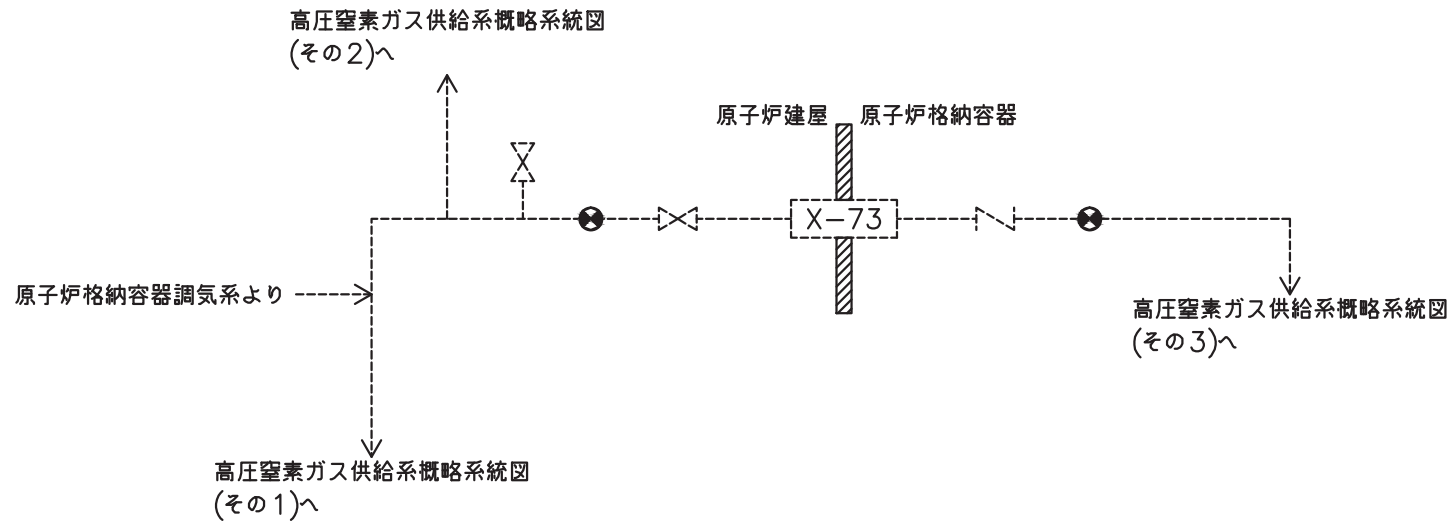 高圧窒素ガス供給系概略系統図
(その2)へ
原子炉建屋
原子炉格納容器
X-73
原子炉格納容器調気系より
高圧窒素ガス供給系概略系統図
(その3)へ
高圧窒素ガス供給系概略系統図
(その1)へ